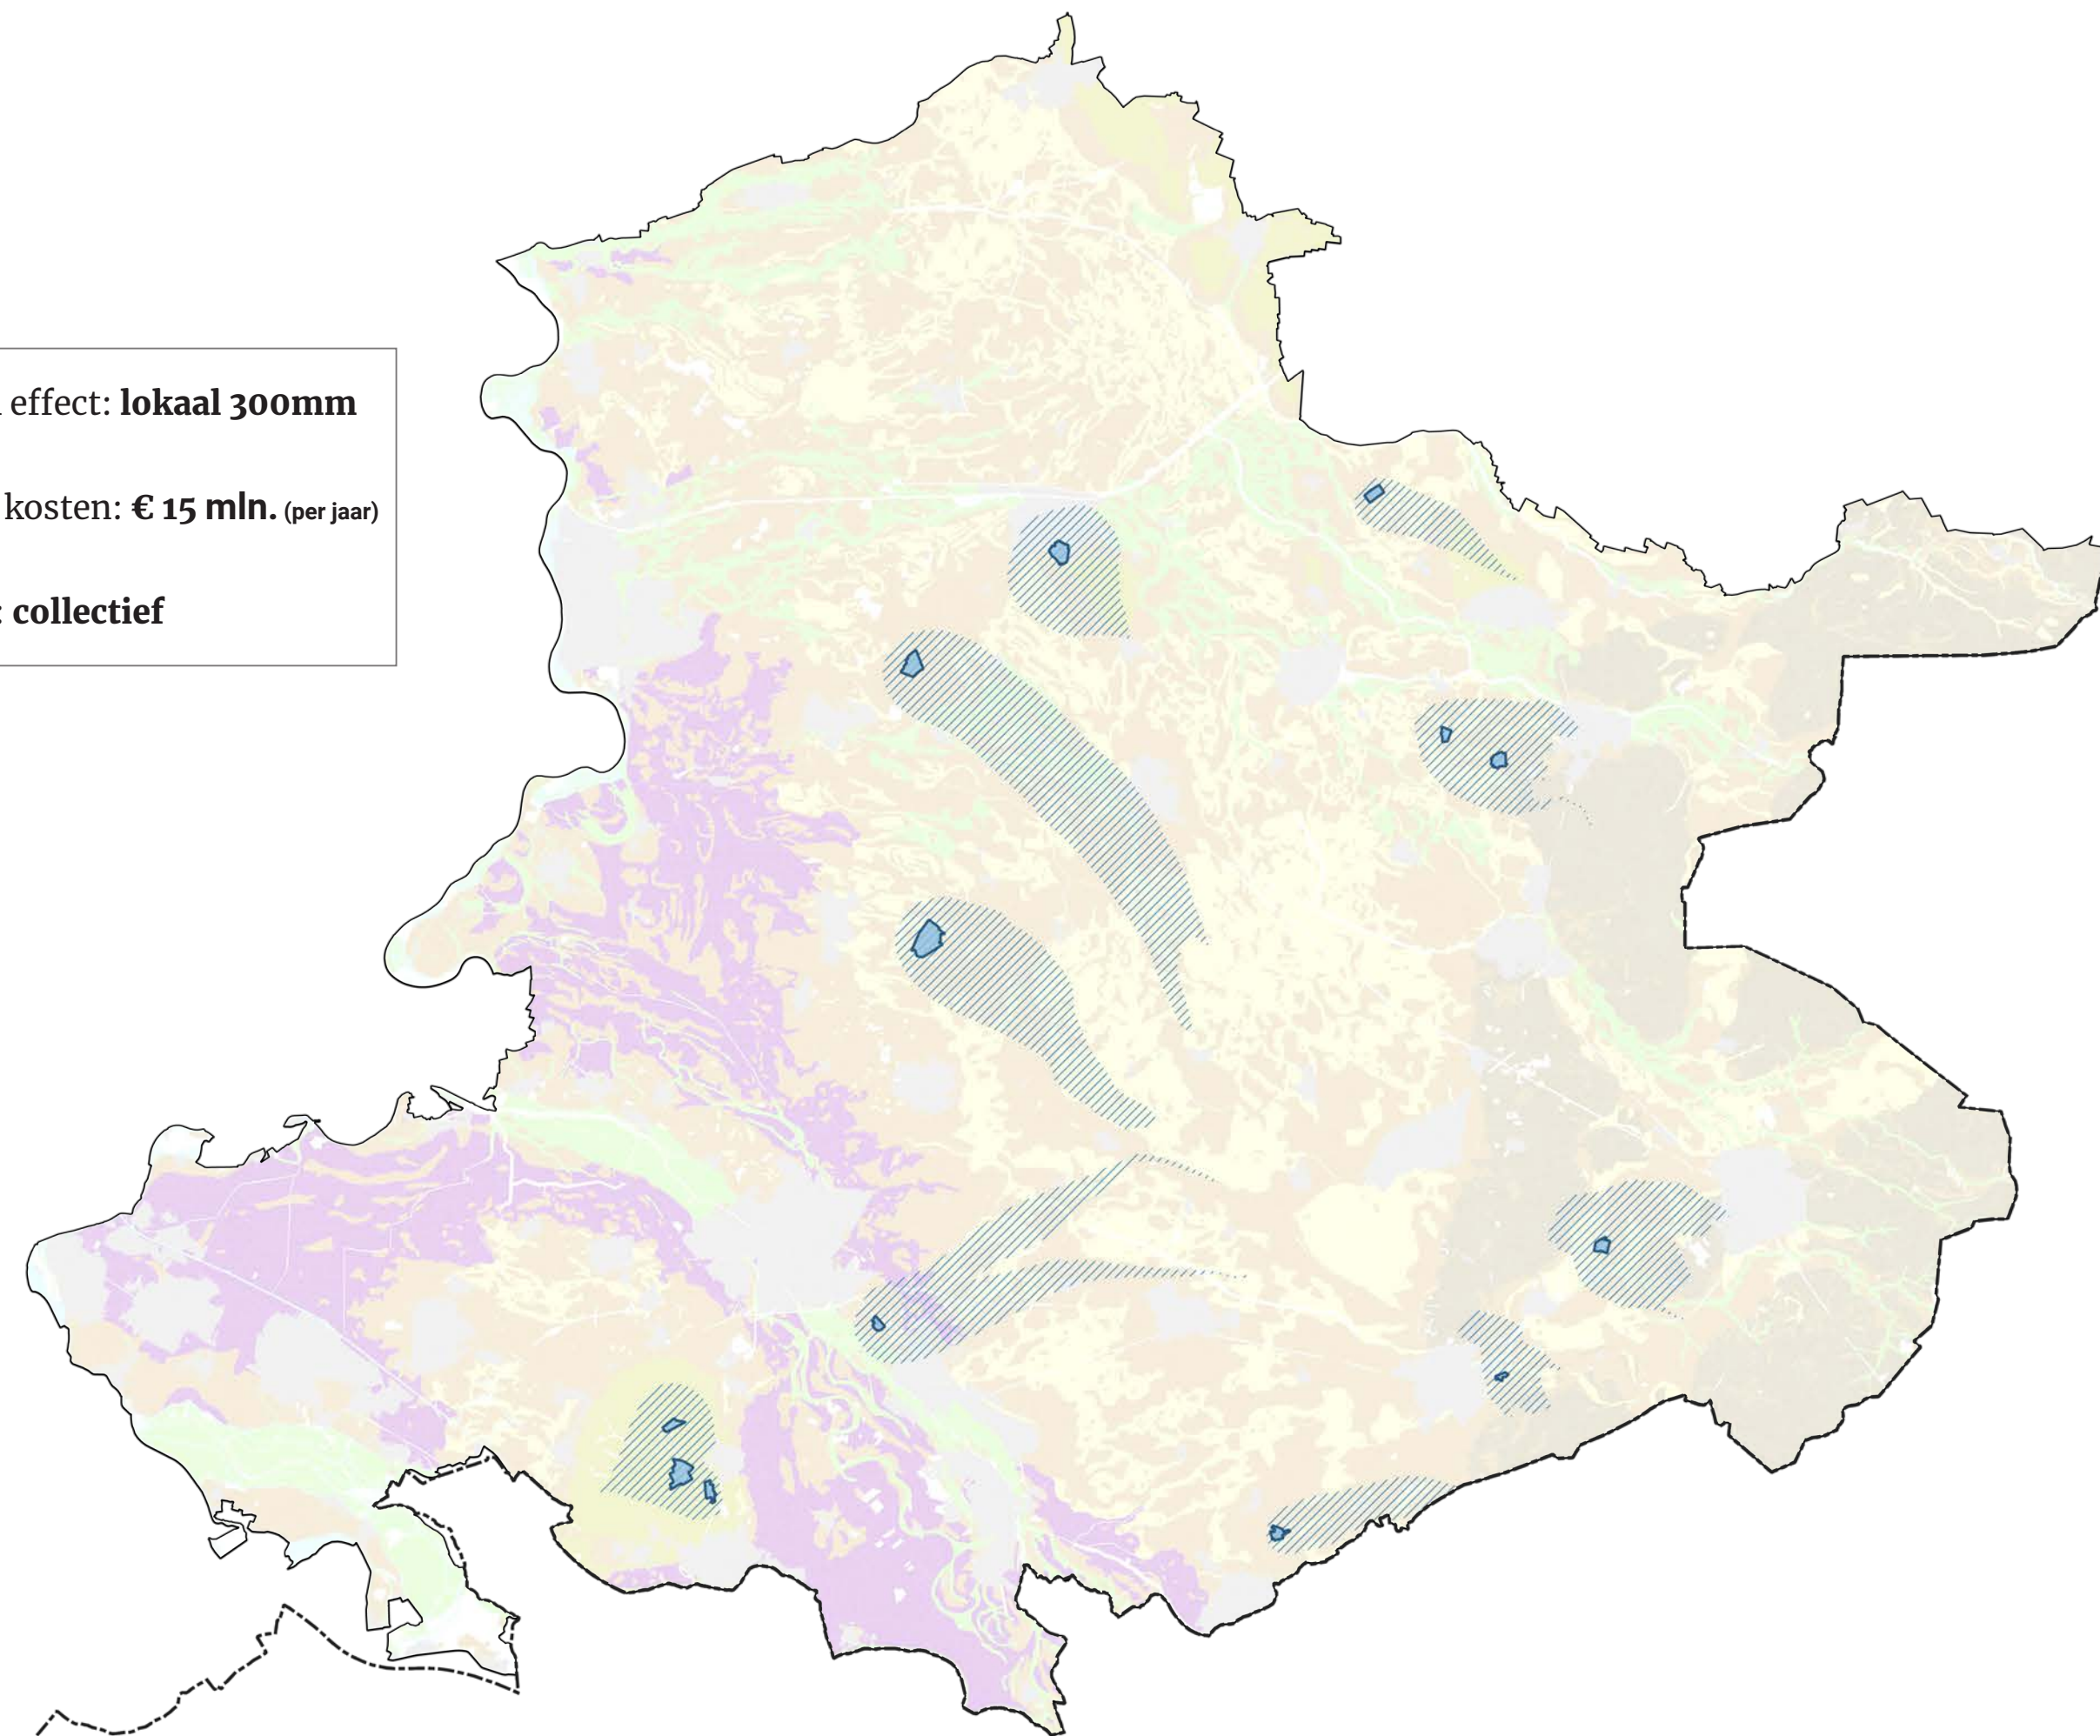 effect: lokaal 300mm
kosten: € 15 mln. (per jaar)
: collectief